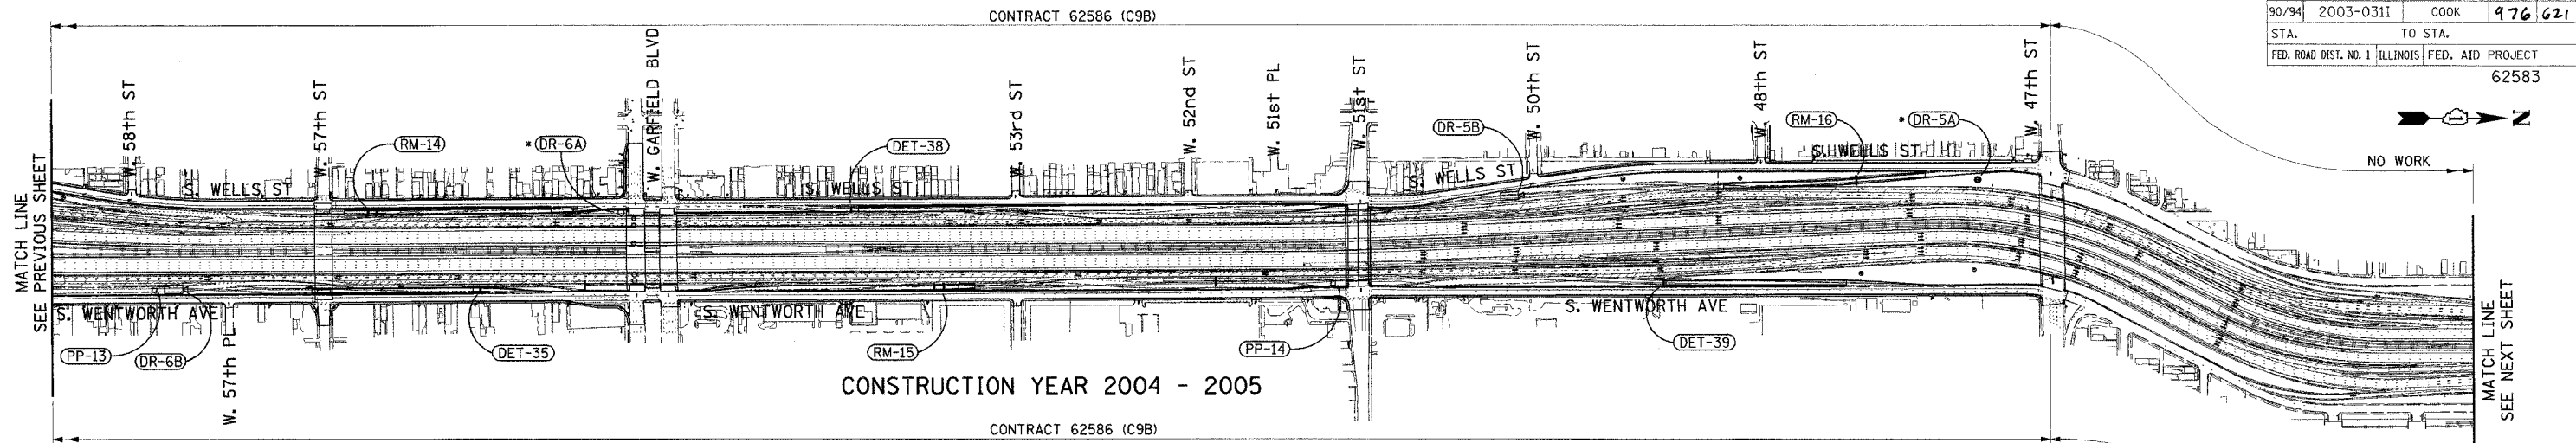 CONTRACT 62586 (C9B)
90/94 2003-031I COOK 976 621
STA. TO STA.
FED. ROAD DIST. NO. 1 ILLINOIS FED. AID PROJECT
62583
N
NO WORK
MATCH LINE
SEE PREVIOUS SHEET
W. 58th ST
W. 57th ST
W. GARFIELD BLVD
W. 53rd ST
W. 52nd ST
W. 51st PL
W. 51st ST
W. 50th ST
W. 48th ST
W. 47th ST
RM-14
* DR-6A
DET-38
DR-5B
RM-16
* DR-5A
S. WELLS ST
S. WELLS ST
S. WELLS ST
S. WELLS ST
S. WENTWORTH AVE
S. WENTWORTH AVE
S. WENTWORTH AVE
PP-13
DR-6B
W. 57th PL
DET-35
RM-15
PP-14
DET-39
MATCH LINE
SEE NEXT SHEET
CONSTRUCTION YEAR 2004 - 2005
CONTRACT 62586 (C9B)